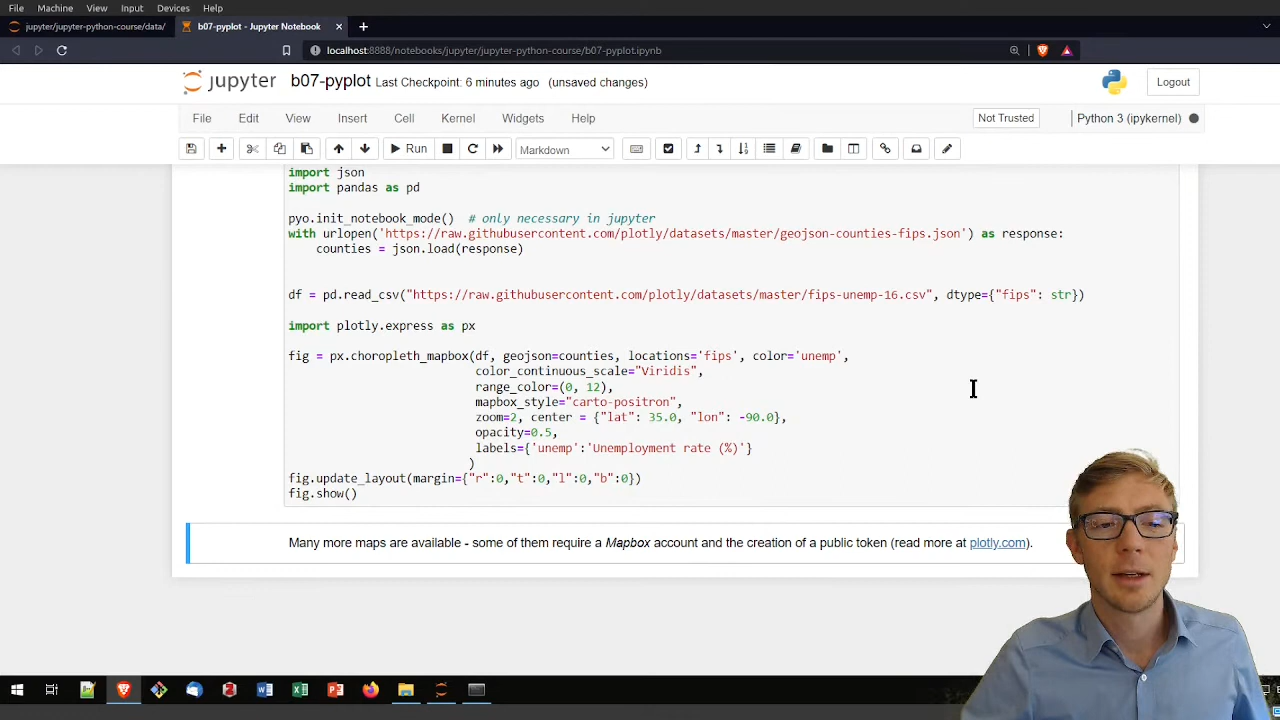 File Machine View Input Devices Help
jupyter/jupyter-python-course/data/
b07-pyplot - Jupyter Notebook
localhost:8888/notebooks/jupyter/jupyter-python-course/b07-pyplot.ipynb
jupyter b07-pyplot Last Checkpoint: 6 minutes ago (unsaved changes) Logout
File Edit View Insert Cell Kernel Widgets Help Not Trusted Python 3 (ipykernel)
Run Markdown
import json
import pandas as pd
pyo.init_notebook_mode()  # only necessary in jupyter
with urlopen('https://raw.githubusercontent.com/plotly/datasets/master/geojson-counties-fips.json') as response:
    counties = json.load(response)
df = pd.read_csv("https://raw.githubusercontent.com/plotly/datasets/master/fips-unemp-16.csv", dtype={"fips": str})
import plotly.express as px
fig = px.choropleth_mapbox(df, geojson=counties, locations='fips', color='unemp',
color_continuous_scale="Viridis",
range_color=(0, 12),
mapbox_style="carto-positron",
zoom=2, center = {"lat": 35.0, "lon": -90.0},
opacity=0.5,
labels={'unemp':'Unemployment rate (%)'}
)
fig.update_layout(margin={"r":0,"t":0,"l":0,"b":0})
fig.show()
Many more maps are available - some of them require a Mapbox account and the creation of a public token (read more at plotly.com).